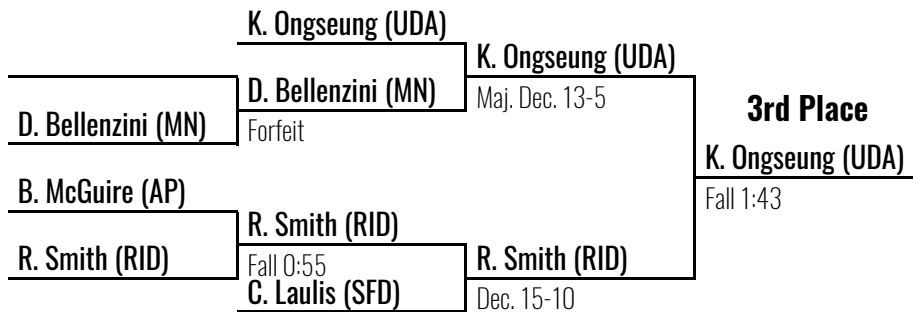 K. Ongseung (UDA)
K. Ongseung (UDA)
D. Bellenzini (MN)
Maj. Dec. 13-5
3rd Place
D. Bellenzini (MN)
Forfeit
K. Ongseung (UDA)
B. McGuire (AP)
Fall 1:43
R. Smith (RID)
R. Smith (RID)
Fall 0:55
R. Smith (RID)
C. Laulis (SFD)
Dec. 15-10